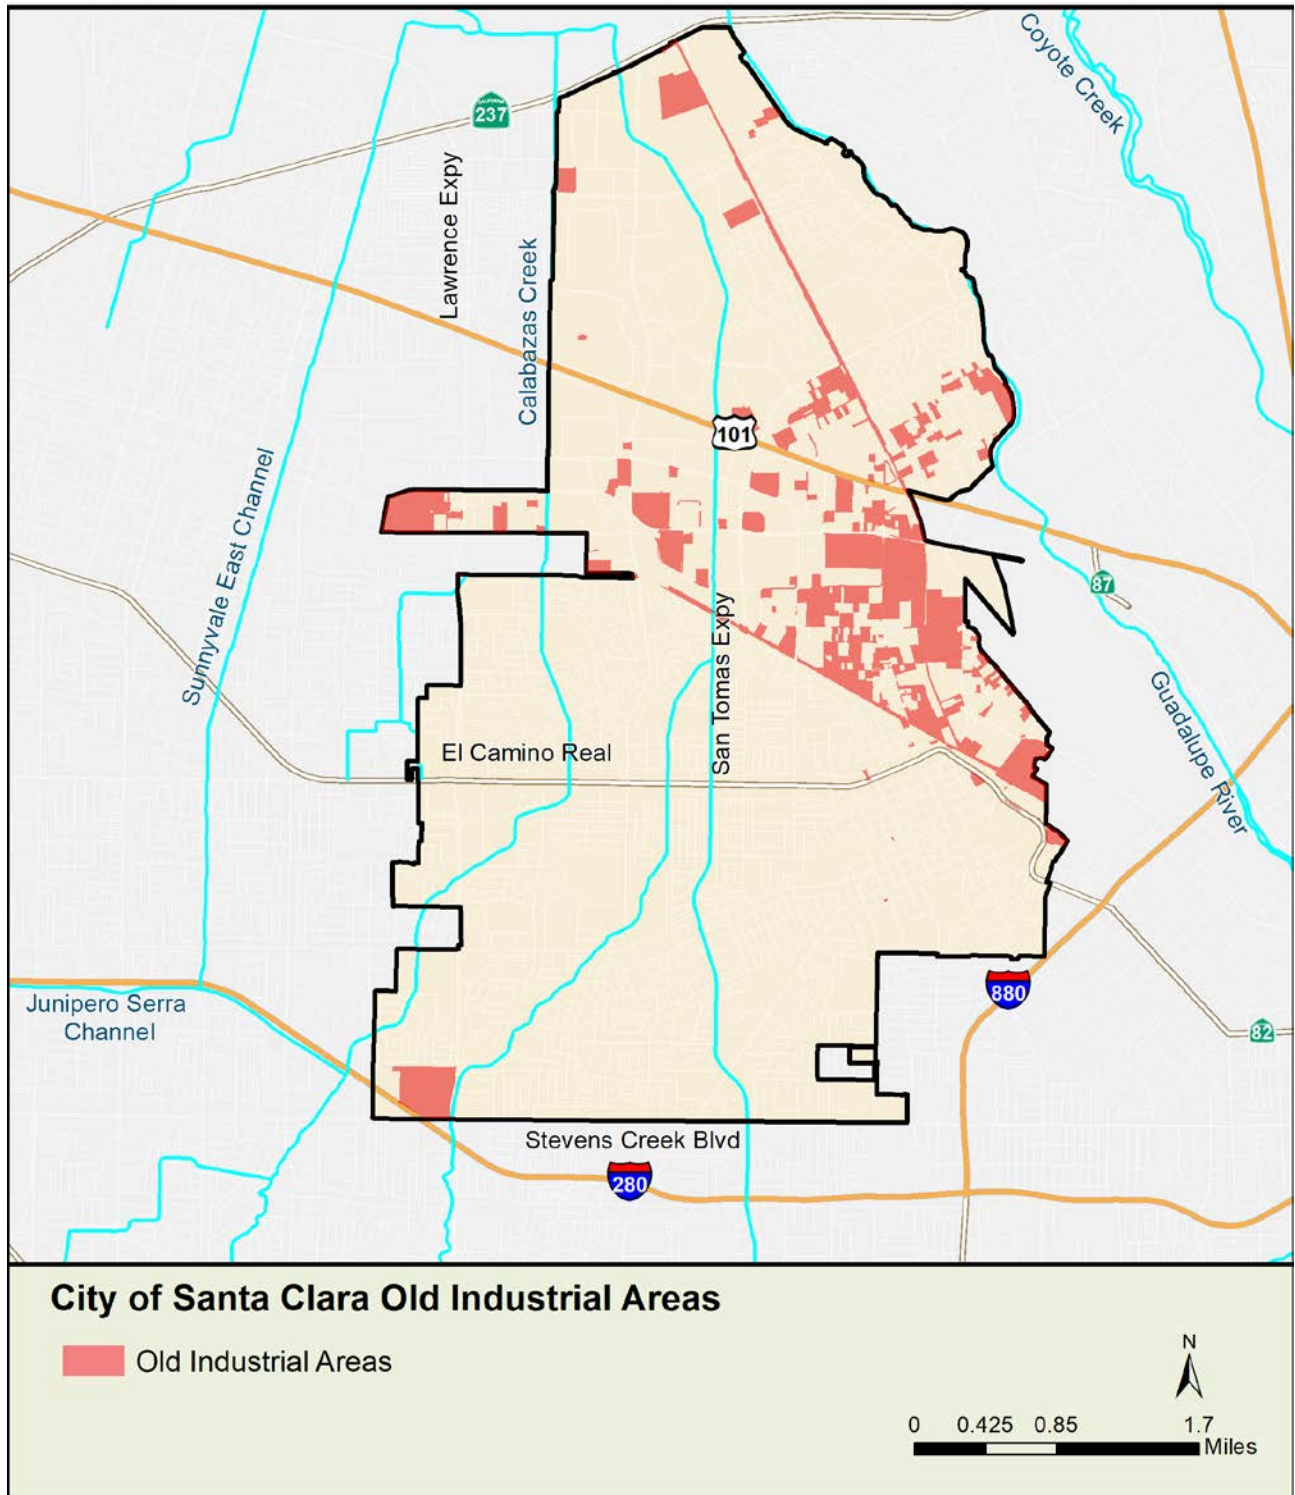 Coyote Creek
CALIFORNIA
237
Lawrence Expy
Calabazas Creek
101
Sunnyvale East Channel
87
San Tomas Expy
Guadalupe River
El Camino Real
880
Junipero Serra
Channel
82
Stevens Creek Blvd
280
City of Santa Clara Old Industrial Areas
Old Industrial Areas
N
0 0.425 0.85 1.7
Miles